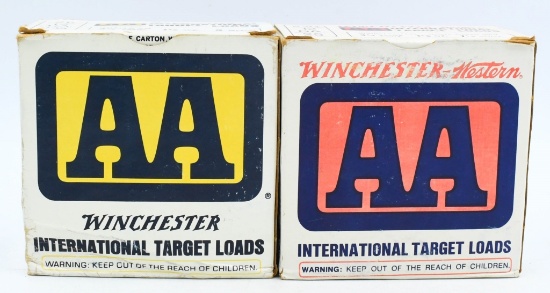 E CARTON, W
AA
®
WINCHESTER
INTERNATIONAL TARGET LOADS
WARNING: KEEP OUT OF THE REACH OF CHILDREN.
WINCHESTER-Western
AA
INTERNATIONAL TARGET LOADS
WARNING: KEEP OUT OF THE REACH OF CHILDREN.